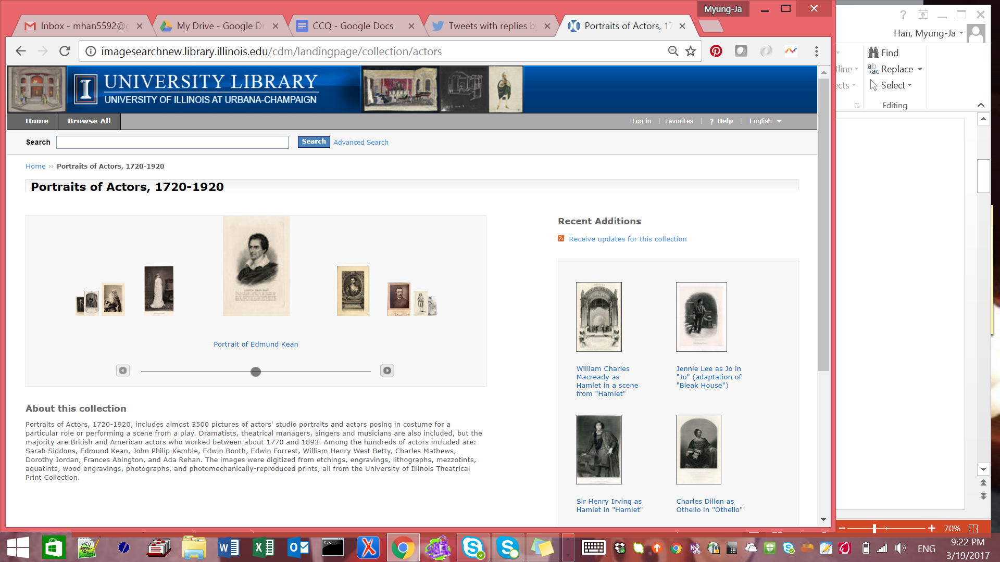 Myung-Ja
Inbox - mhan5592@g
My Drive - Google Dr
CCQ - Google Docs
Tweets with replies by
Portraits of Actors, 17
imagesearchnew.library.illinois.edu/cdm/landingpage/collection/actors
Han, Myung-Ja
Find
Replace
Select
Editing
tline
ects
UNIVERSITY LIBRARY
UNIVERSITY OF ILLINOIS AT URBANA-CHAMPAIGN
Home
Browse All
Log in | Favorites | ? Help | English
Search
Search
Advanced Search
Home » Portraits of Actors, 1720-1920
Portraits of Actors, 1720-1920
Portrait of Edmund Kean
About this collection
Portraits of Actors, 1720-1920, includes almost 3500 pictures of actors' studio portraits and actors posing in costume for a
particular role or performing a scene from a play. Dramatists, theatrical managers, singers and musicians are also included, but the
majority are British and American actors who worked between about 1770 and 1893. Among the hundreds of actors included are:
Sarah Siddons, Edmund Kean, John Philip Kemble, Edwin Booth, Edwin Forrest, William Henry West Betty, Charles Mathews,
Dorothy Jordan, Frances Abington, and Ada Rehan. The images were digitized from etchings, engravings, lithographs, mezzotints,
aquatints, wood engravings, photographs, and photomechanically-reproduced prints, all from the University of Illinois Theatrical
Print Collection.
Recent Additions
Receive updates for this collection
William Charles
Macready as
Hamlet in a scene
from "Hamlet"
Jennie Lee as Jo in
"Jo" (adaptation of
"Bleak House")
Sir Henry Irving as
Hamlet in "Hamlet"
Charles Dillon as
Othello in "Othello"
70%
ENG
9:22 PM
3/19/2017